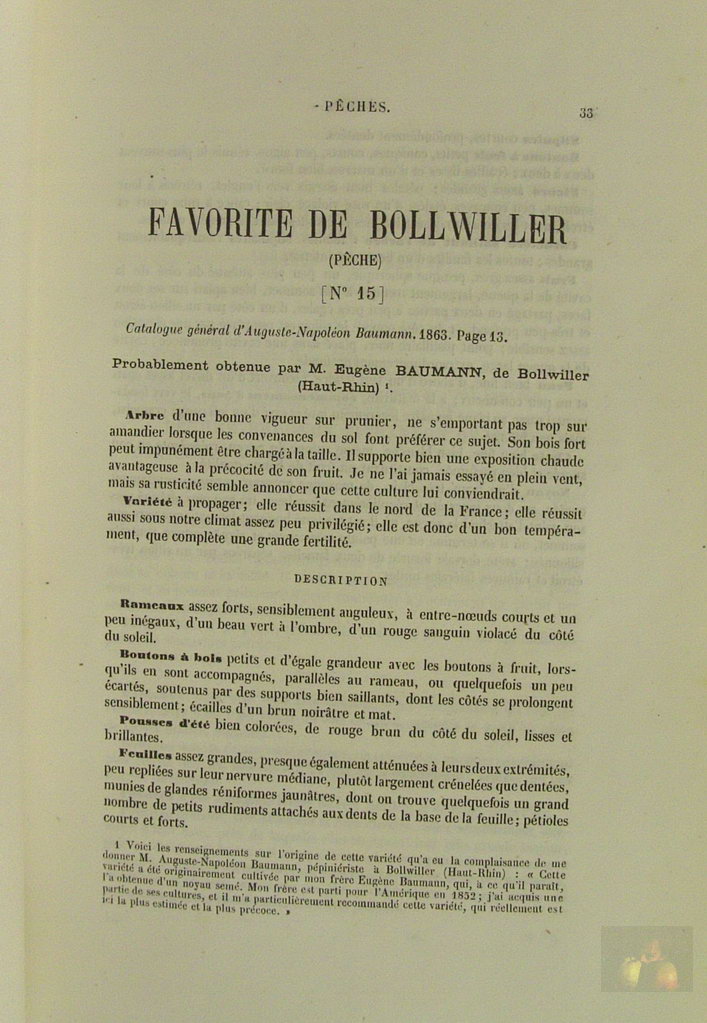 - PÊCHES.
33
FAVORITE DE BOLLWILLER
(PÊCHE)
[N° 15]
Catalogue général d'Auguste-Napoléon Baumann. 1863. Page 13.
Probablement obtenue par M. Eugène BAUMANN, de Bollwiller
(Haut-Rhin) ¹.
Arbre d'une bonne vigueur sur prunier, ne s'emportant pas trop sur
amandier lorsque les convenances du sol font préférer ce sujet. Son bois fort
peut impunément être chargé à la taille. Il supporte bien une exposition chaude
avantageuse à la précocité de son fruit. Je ne l'ai jamais essayé en plein vent,
mais sa rusticité semble annoncer que cette culture lui conviendrait.
Variété à propager; elle réussit dans le nord de la France; elle réussit
aussi sous notre climat assez peu privilégié; elle est donc d'un bon tempéra-
ment, que complète une grande fertilité.
DESCRIPTION
Rameaux assez forts, sensiblement anguleux, à entre-nœuds courts et un
peu inégaux, d'un beau vert à l'ombre, d'un rouge sanguin violacé du côté
du soleil.
Boutons à bois petits et d'égale grandeur avec les boutons à fruit, lors-
qu'ils en sont accompagnés, parallèles au rameau, ou quelquefois un peu
écartés, soutenus par des supports bien saillants, dont les côtés se prolongent
sensiblement; écailles d'un brun noirâtre et mat.
Pousses d'été bien colorées, de rouge brun du côté du soleil, lisses et
brillantes.
Feuilles assez grandes, presque également atténuées à leurs deux extrémités,
peu repliées sur leur nervure médiane, plutôt largement crénelées que dentées,
munies de glandes réniformes jaunâtres, dont on trouve quelquefois un grand
nombre de petits rudiments attachés aux dents de la base de la feuille; pétioles
courts et forts.
1 Voici les renseignements sur l'origine de cette variété qu'a eu la complaisance de me
donner M. Auguste-Napoléon Baumann, pépiniériste à Bollwiller (Haut-Rhin) : « Cette
variété a été originairement cultivée par mon frère Eugène Baumann, qui, à ce qu'il paraît,
l'a obtenue d'un noyau semé. Mon frère est parti pour l'Amérique en 1852; j'ai acquis une
partie de ses cultures, et il m'a particulièrement recommandé cette variété, qui réellement est
ici la plus estimée et la plus précoce. »